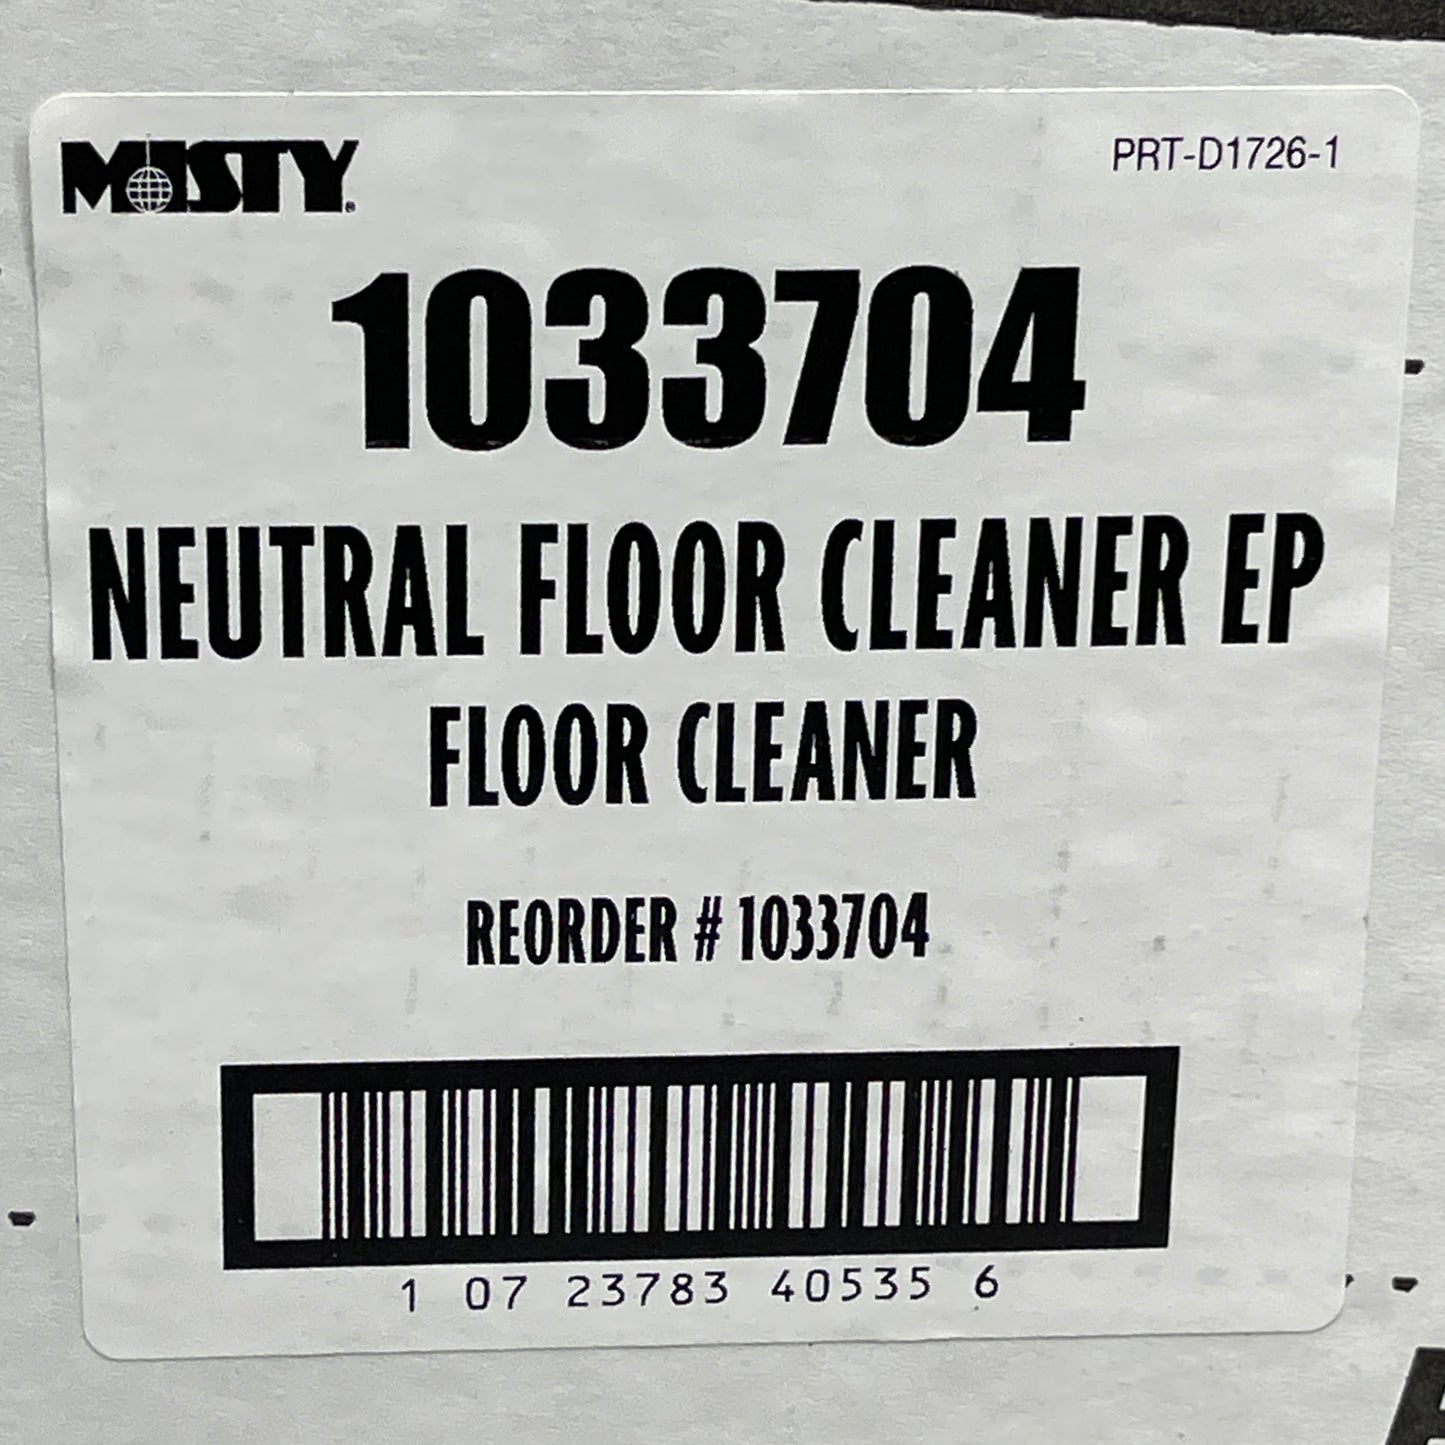 MISTY®
PRT-D1726-1
1033704
NEUTRAL FLOOR CLEANER EP
FLOOR CLEANER
REORDER # 1033704
1 07 23783 40535 6